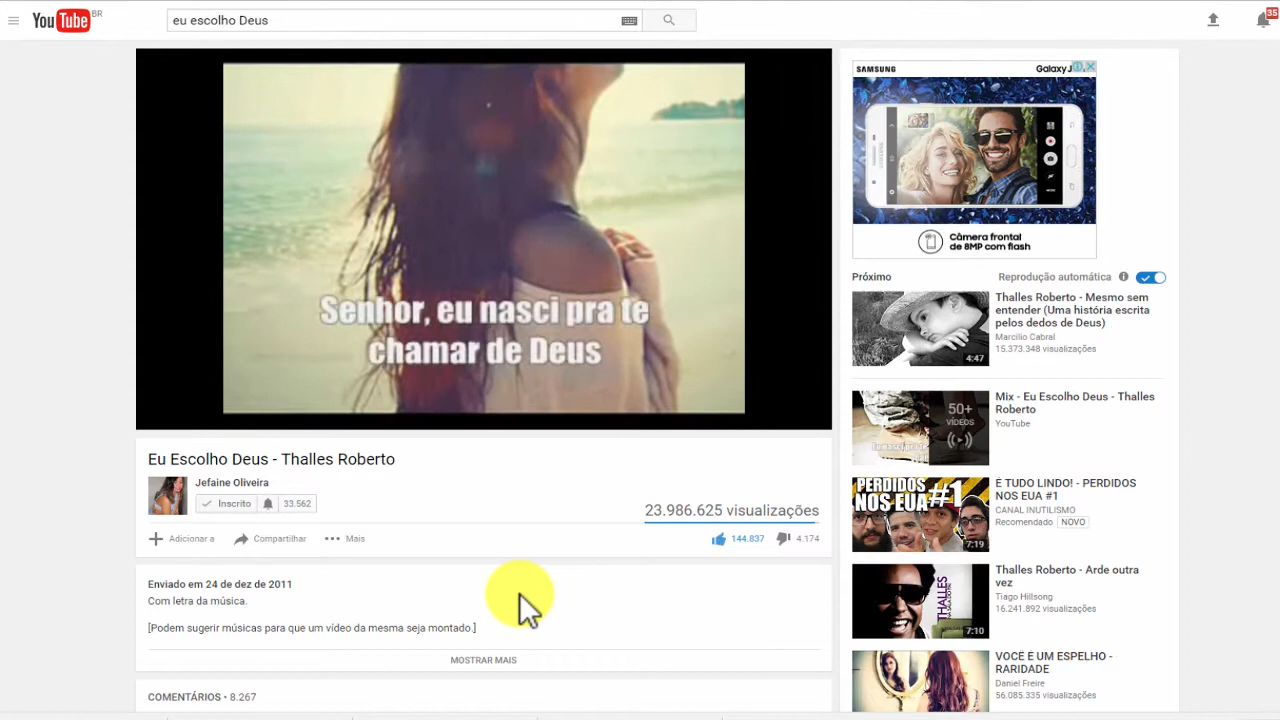 YouTube BR
eu escolho Deus
35
Senhor, eu nasci pra te
chamar de Deus
SAMSUNG
Galaxy J
Câmera frontal
de 8MP com flash
Próximo
Reprodução automática
Thalles Roberto - Mesmo sem
entender (Uma história escrita
pelos dedos de Deus)
Marcilio Cabral
15.373.348 visualizações
4:47
Mix - Eu Escolho Deus - Thalles
Roberto
YouTube
50+
VÍDEOS
Eu Escolho Deus - Thalles Roberto
Jefaine Oliveira
Inscrito
33.562
23.986.625 visualizações
Adicionar a
Compartilhar
Mais
144.837
4.174
PERDIDOS
NOS EUA #1
7:19
É TUDO LINDO! - PERDIDOS
NOS EUA #1
CANAL INUTILISMO
Recomendado
NOVO
Enviado em 24 de dez de 2011
Com letra da música.
[Podem sugerir músicas pra que um vídeo da mesma seja montado.]
MOSTRAR MAIS
THALLES
7:10
Thalles Roberto - Arde outra
vez
Tiago Hillsong
16.241.892 visualizações
VOCÊ É UM ESPELHO -
RARIDADE
Daniel Freire
56.085.335 visualizações
COMENTÁRIOS • 8.267